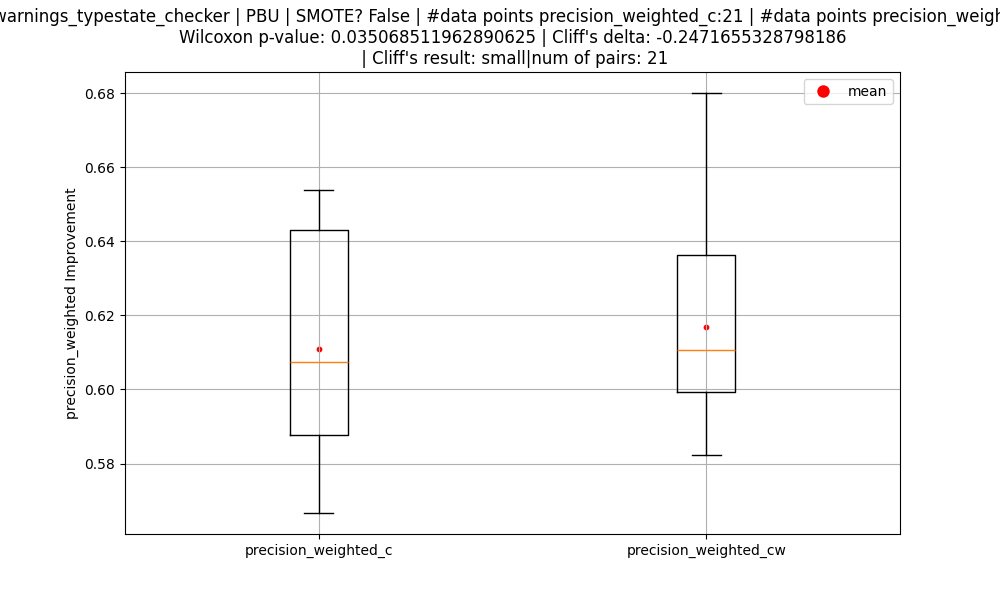 warnings_typestate_checker | PBU | SMOTE? False | #data points precision_weighted_c:21 | #data points
Wilcoxon p-value: 0.035068511962890625 | Cliff's delta: -0.2471655328798186
| Cliff's result: small|num of pairs: 21
mean
0.68
0.66
0.64
0.62
0.60
0.58
precision_weighted Improvement
precision_weighted_c
precision_weighted_cw